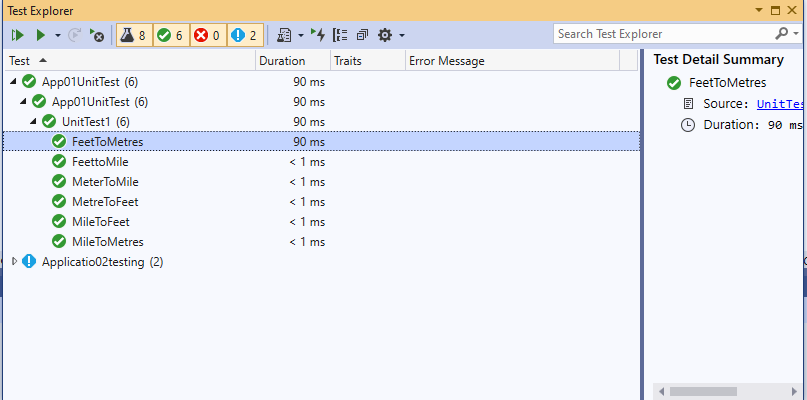 Test Explorer
8 6 0 2 Search Test Explorer
Test Duration Traits Error Message
App01UnitTest (6) 90 ms
App01UnitTest (6) 90 ms
UnitTest1 (6) 90 ms
FeetToMetres 90 ms
FeettoMile < 1 ms
MeterToMile < 1 ms
MetreToFeet < 1 ms
MileToFeet < 1 ms
MileToMetres < 1 ms
Applicatio02testing (2)
Test Detail Summary
FeetToMetres
Source: UnitTes
Duration: 90 ms